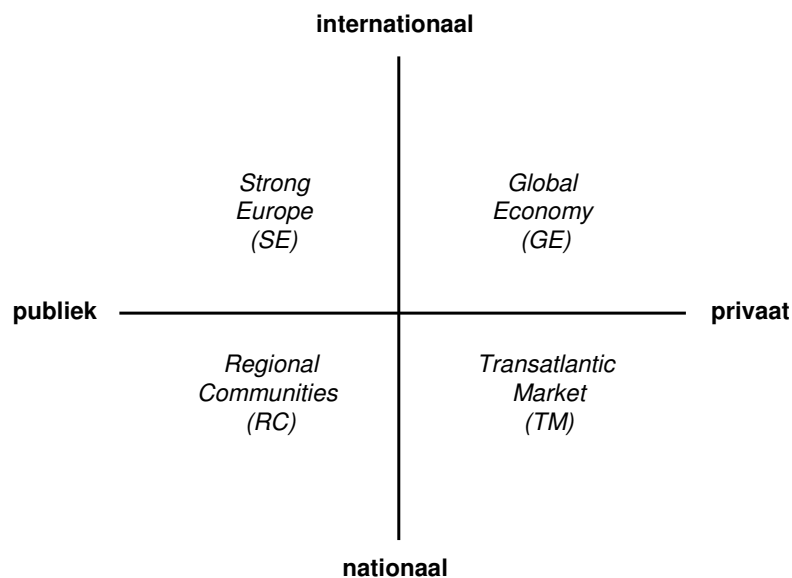 internationaal
Strong
Europe
(SE)
Global
Economy
(GE)
publiek
privaat
Regional
Communities
(RC)
Transatlantic
Market
(TM)
nationaal